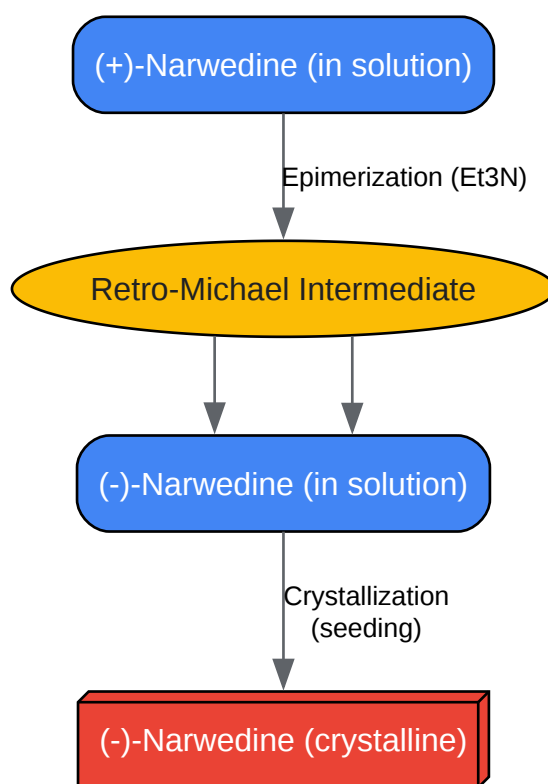 (+)-Narwedine (in solution)
Epimerization (Et3N)
Retro-Michael Intermediate
(-)-Narwedine (in solution)
Crystallization
(seeding)
(-)-Narwedine (crystalline)